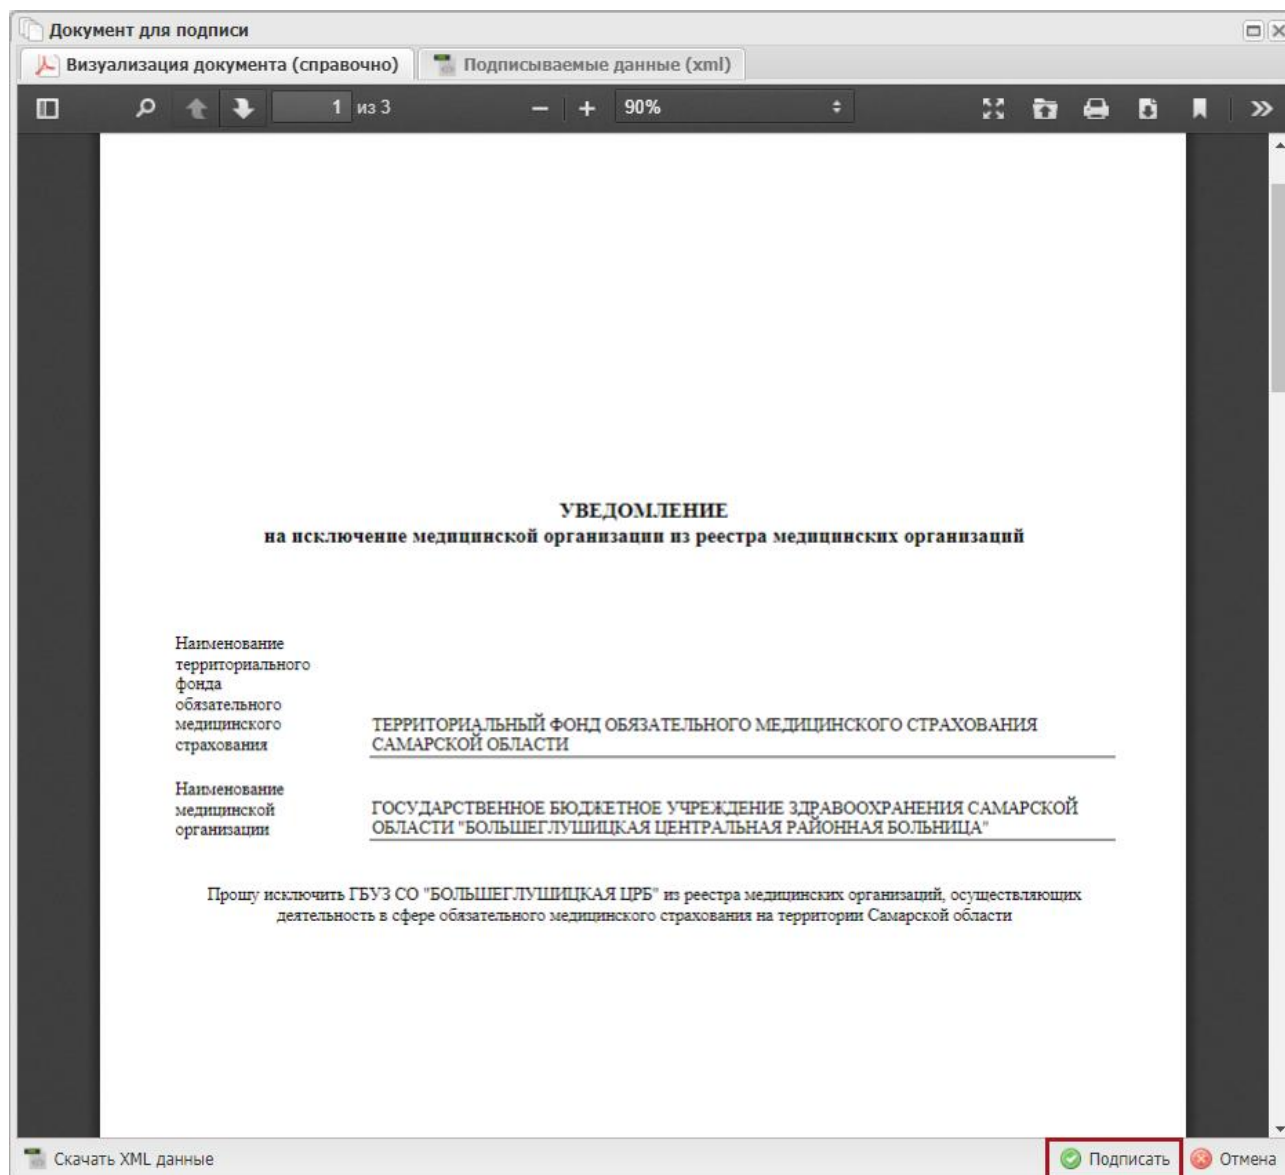 Документ для подписи
Визуализация документа (справочно) Подписываемые данные (xml)
1 из 3 90%
УВЕДОМЛЕНИЕ
на исключение медицинской организации из реестра медицинских организаций
Наименование
территориального
фонда
обязательного
медицинского
страхования
ТЕРРИТОРИАЛЬНЫЙ ФОНД ОБЯЗАТЕЛЬНОГО МЕДИЦИНСКОГО СТРАХОВАНИЯ
САМАРСКОЙ ОБЛАСТИ
Наименование
медицинской
организации
ГОСУДАРСТВЕННОЕ БЮДЖЕТНОЕ УЧРЕЖДЕНИЕ ЗДРАВООХРАНЕНИЯ САМАРСКОЙ
ОБЛАСТИ "БОЛЬШЕГЛУШИЦКАЯ ЦЕНТРАЛЬНАЯ РАЙОННАЯ БОЛЬНИЦА"
Прошу исключить ГБУЗ СО "БОЛЬШЕГЛУШИЦКАЯ ЦРБ" из реестра медицинских организаций, осуществляющих
деятельность в сфере обязательного медицинского страхования на территории Самарской области
Скачать XML данные Подписать Отмена